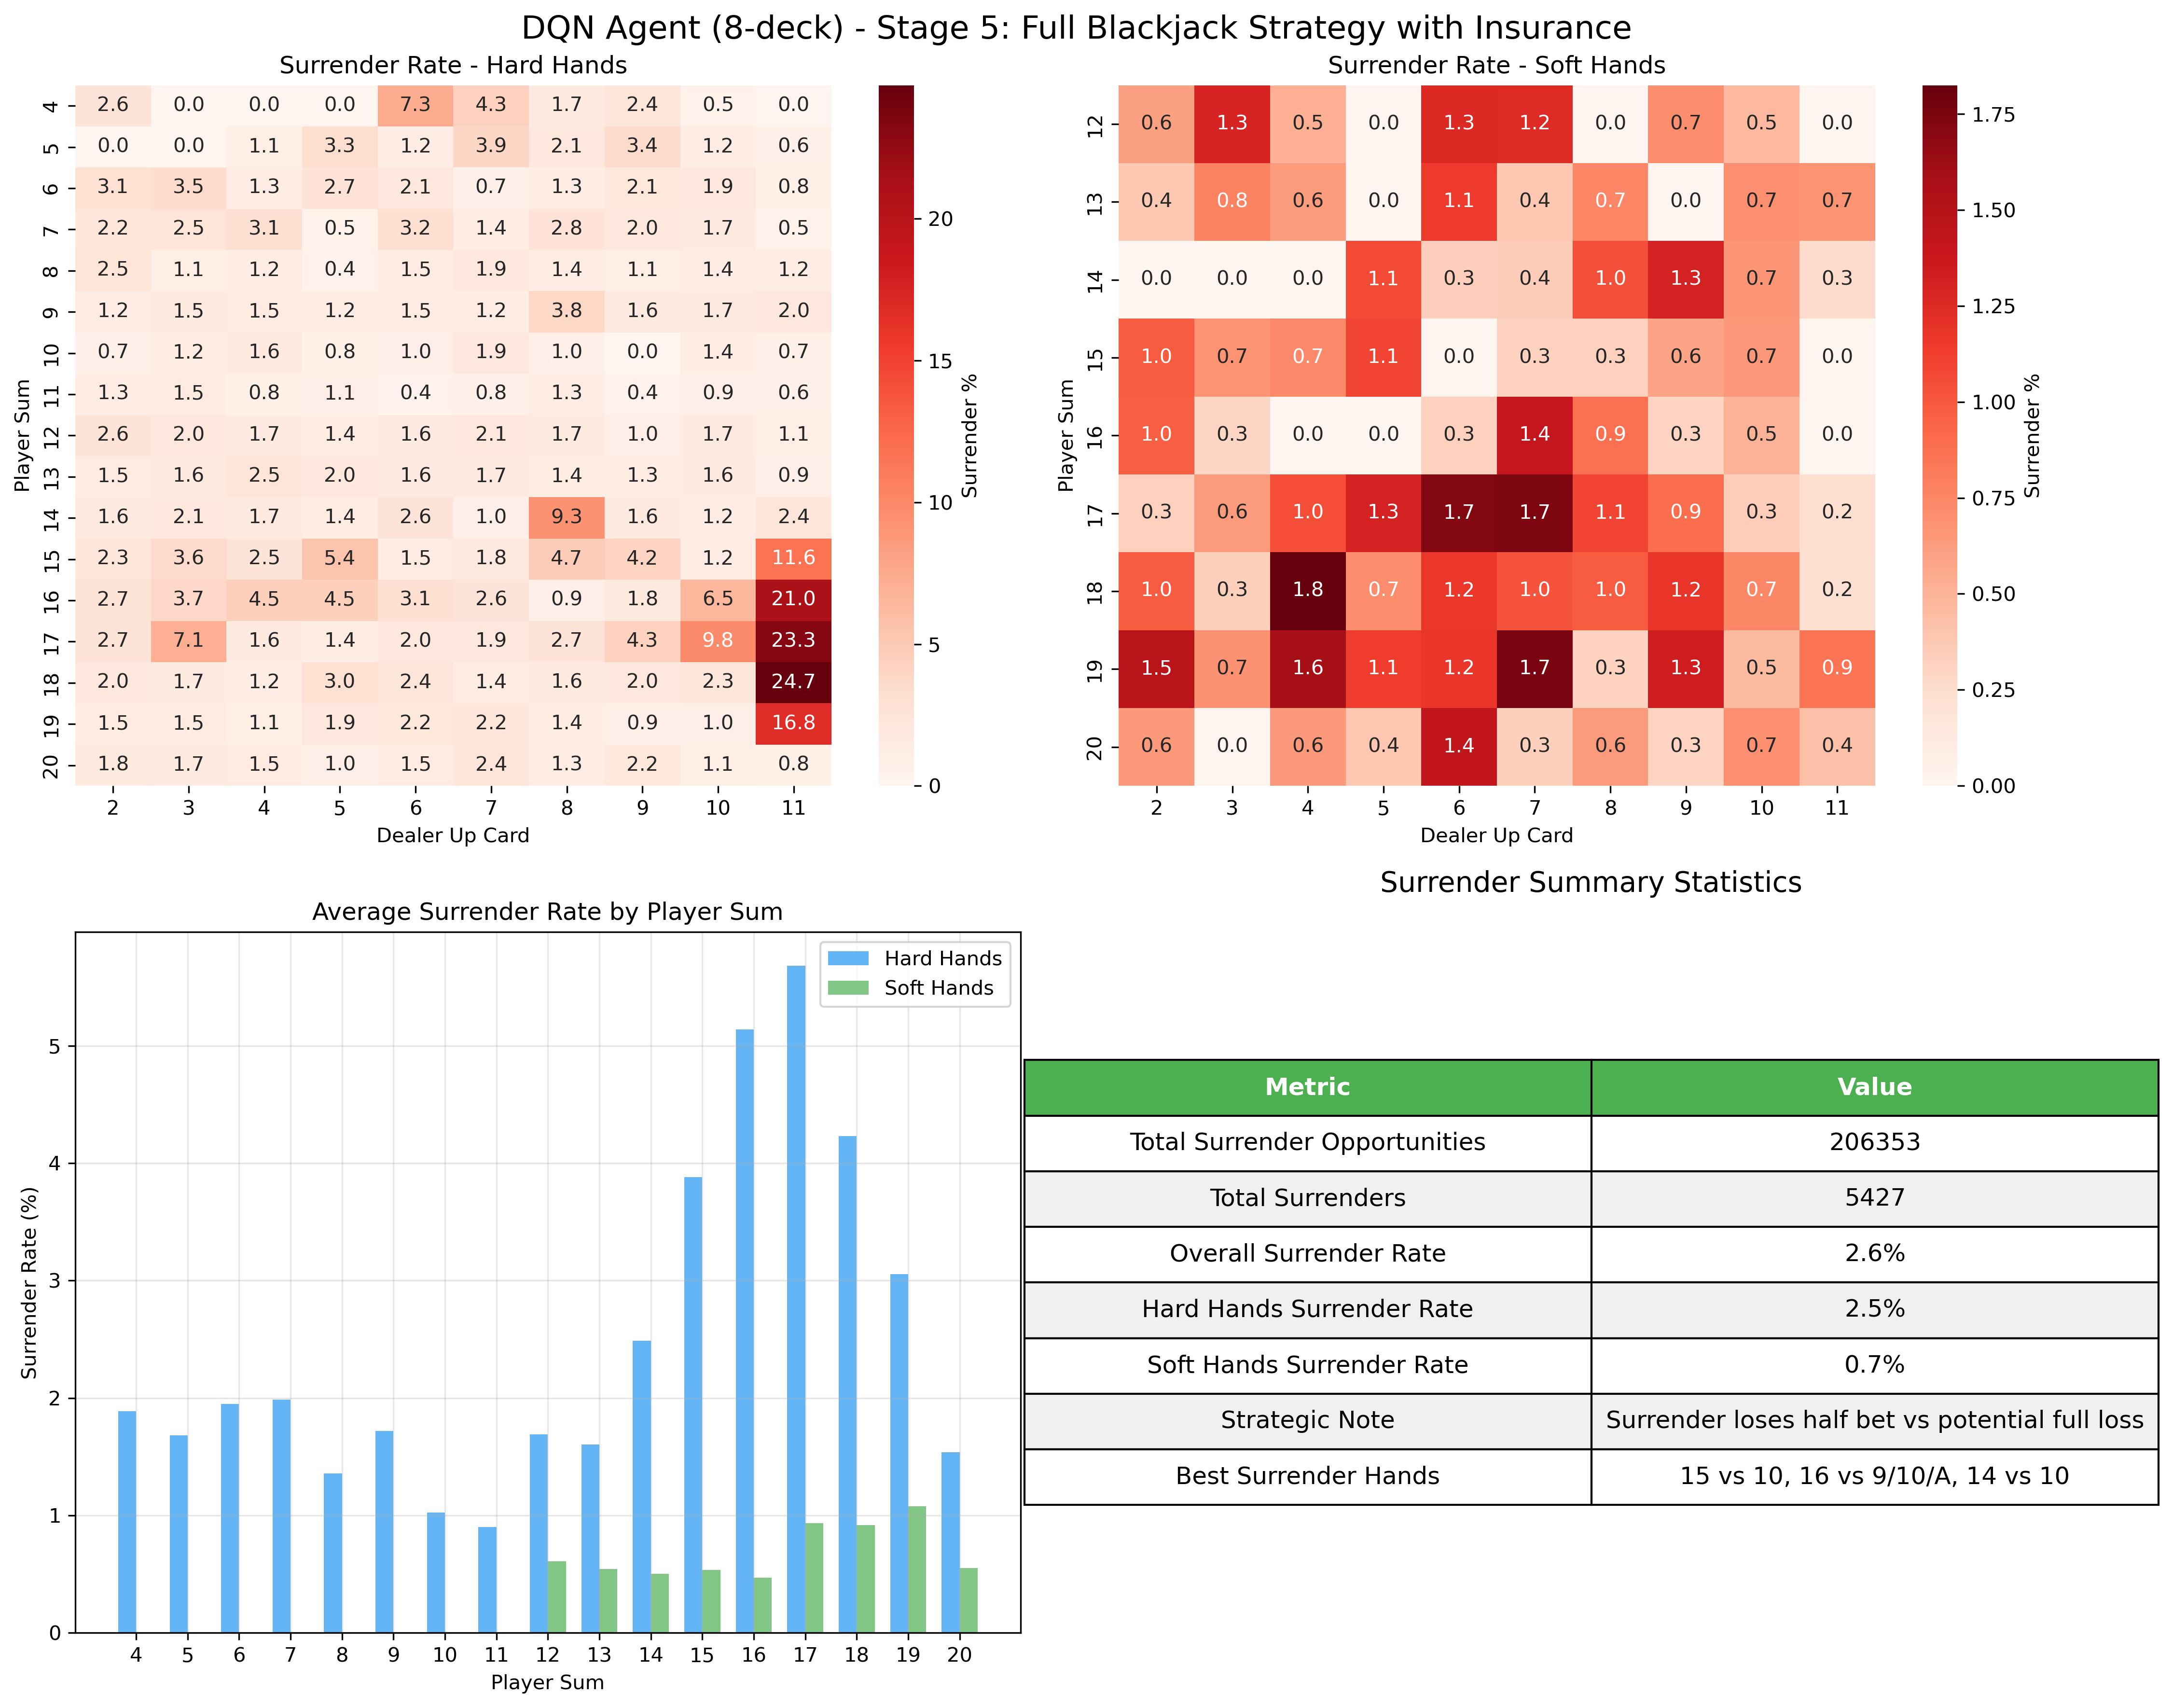 DQN Agent (8-deck) - Stage 5: Full Blackjack Strategy with Insurance
Surrender Rate - Hard Hands
4 2.6 0.0 0.0 0.0 7.3 4.3 1.7 2.4 0.5 0.0
5 0.0 0.0 1.1 3.3 1.2 3.9 2.1 3.4 1.2 0.6
6 3.1 3.5 1.3 2.7 2.1 0.7 1.3 2.1 1.9 0.8
7 2.2 2.5 3.1 0.5 3.2 1.4 2.8 2.0 1.7 0.5
8 2.5 1.1 1.2 0.4 1.5 1.9 1.4 1.1 1.4 1.2
9 1.2 1.5 1.5 1.2 1.5 1.2 3.8 1.6 1.7 2.0
10 0.7 1.2 1.6 0.8 1.0 1.9 1.0 0.0 1.4 0.7
11 1.3 1.5 0.8 1.1 0.4 0.8 1.3 0.4 0.9 0.6
12 2.6 2.0 1.7 1.4 1.6 2.1 1.7 1.0 1.7 1.1
13 1.5 1.6 2.5 2.0 1.6 1.7 1.4 1.3 1.6 0.9
14 1.6 2.1 1.7 1.4 2.6 1.0 9.3 1.6 1.2 2.4
15 2.3 3.6 2.5 5.4 1.5 1.8 4.7 4.2 1.2 11.6
16 2.7 3.7 4.5 4.5 3.1 2.6 0.9 1.8 6.5 21.0
17 2.7 7.1 1.6 1.4 2.0 1.9 2.7 4.3 9.8 23.3
18 2.0 1.7 1.2 3.0 2.4 1.4 1.6 2.0 2.3 24.7
19 1.5 1.5 1.1 1.9 2.2 2.2 1.4 0.9 1.0 16.8
20 1.8 1.7 1.5 1.0 1.5 2.4 1.3 2.2 1.1 0.8
2 3 4 5 6 7 8 9 10 11
Dealer Up Card
Player Sum
20
15
10
5
0
Surrender %
Surrender Rate - Soft Hands
12 0.6 1.3 0.5 0.0 1.3 1.2 0.0 0.7 0.5 0.0
13 0.4 0.8 0.6 0.0 1.1 0.4 0.7 0.0 0.7 0.7
14 0.0 0.0 0.0 1.1 0.3 0.4 1.0 1.3 0.7 0.3
15 1.0 0.7 0.7 1.1 0.0 0.3 0.3 0.6 0.7 0.0
16 1.0 0.3 0.0 0.0 0.3 1.4 0.9 0.3 0.5 0.0
17 0.3 0.6 1.0 1.3 1.7 1.7 1.1 0.9 0.3 0.2
18 1.0 0.3 1.8 0.7 1.2 1.0 1.0 1.2 0.7 0.2
19 1.5 0.7 1.6 1.1 1.2 1.7 0.3 1.3 0.5 0.9
20 0.6 0.0 0.6 0.4 1.4 0.3 0.6 0.3 0.7 0.4
2 3 4 5 6 7 8 9 10 11
Dealer Up Card
Player Sum
1.75
1.50
1.25
1.00
0.75
0.50
0.25
0.00
Surrender %
Average Surrender Rate by Player Sum
Hard Hands
Soft Hands
5
4
3
2
1
0
Surrender Rate (%)
4 5 6 7 8 9 10 11 12 13 14 15 16 17 18 19 20
Player Sum
Surrender Summary Statistics
Metric Value
Total Surrender Opportunities 206353
Total Surrenders 5427
Overall Surrender Rate 2.6%
Hard Hands Surrender Rate 2.5%
Soft Hands Surrender Rate 0.7%
Strategic Note Surrender loses half bet vs potential full loss
Best Surrender Hands 15 vs 10, 16 vs 9/10/A, 14 vs 10